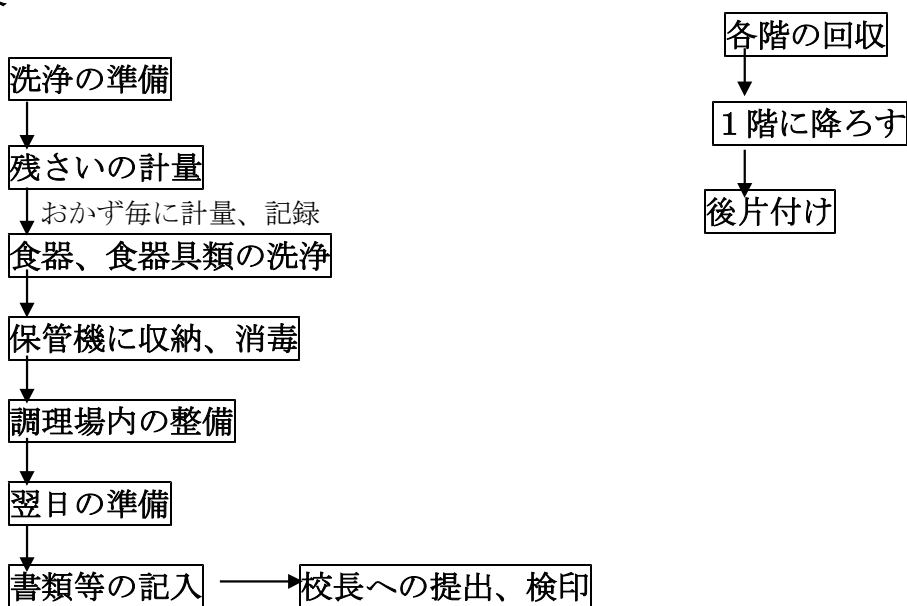 各階の回収
洗浄の準備
１階に降ろす
残さいの計量
おかず毎に計量、記録
後片付け
食器、食器具類の洗浄
保管機に収納、消毒
調理場内の整備
翌日の準備
書類等の記入
校長への提出、検印